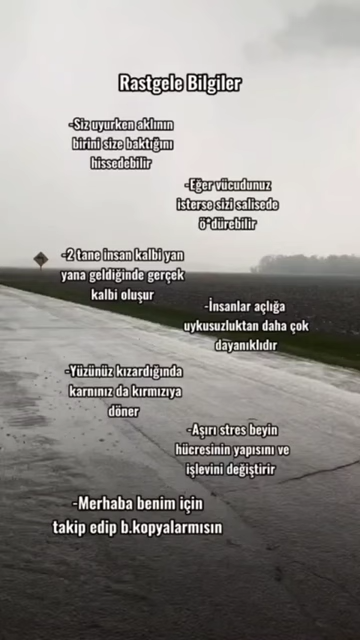 Rastgele Bilgiler
-Siz uyurken aklının
birini size baktığını
hissedebilir
-Eğer vücudunuz
isterse sizi salisede
ö*dürebilir
-2 tane insan kalbi yan
yana geldiğinde gerçek
kalbi oluşur
-İnsanlar açlığa
uykusuzluktan daha çok
dayanıklıdır
-Yüzünüz kızardığında
karnınız da kırmızıya
döner
-Aşırı stres beyin
hücresinin yapısını ve
işlevini değiştirir
-Merhaba benim için
takip edip b.kopyalarmısın